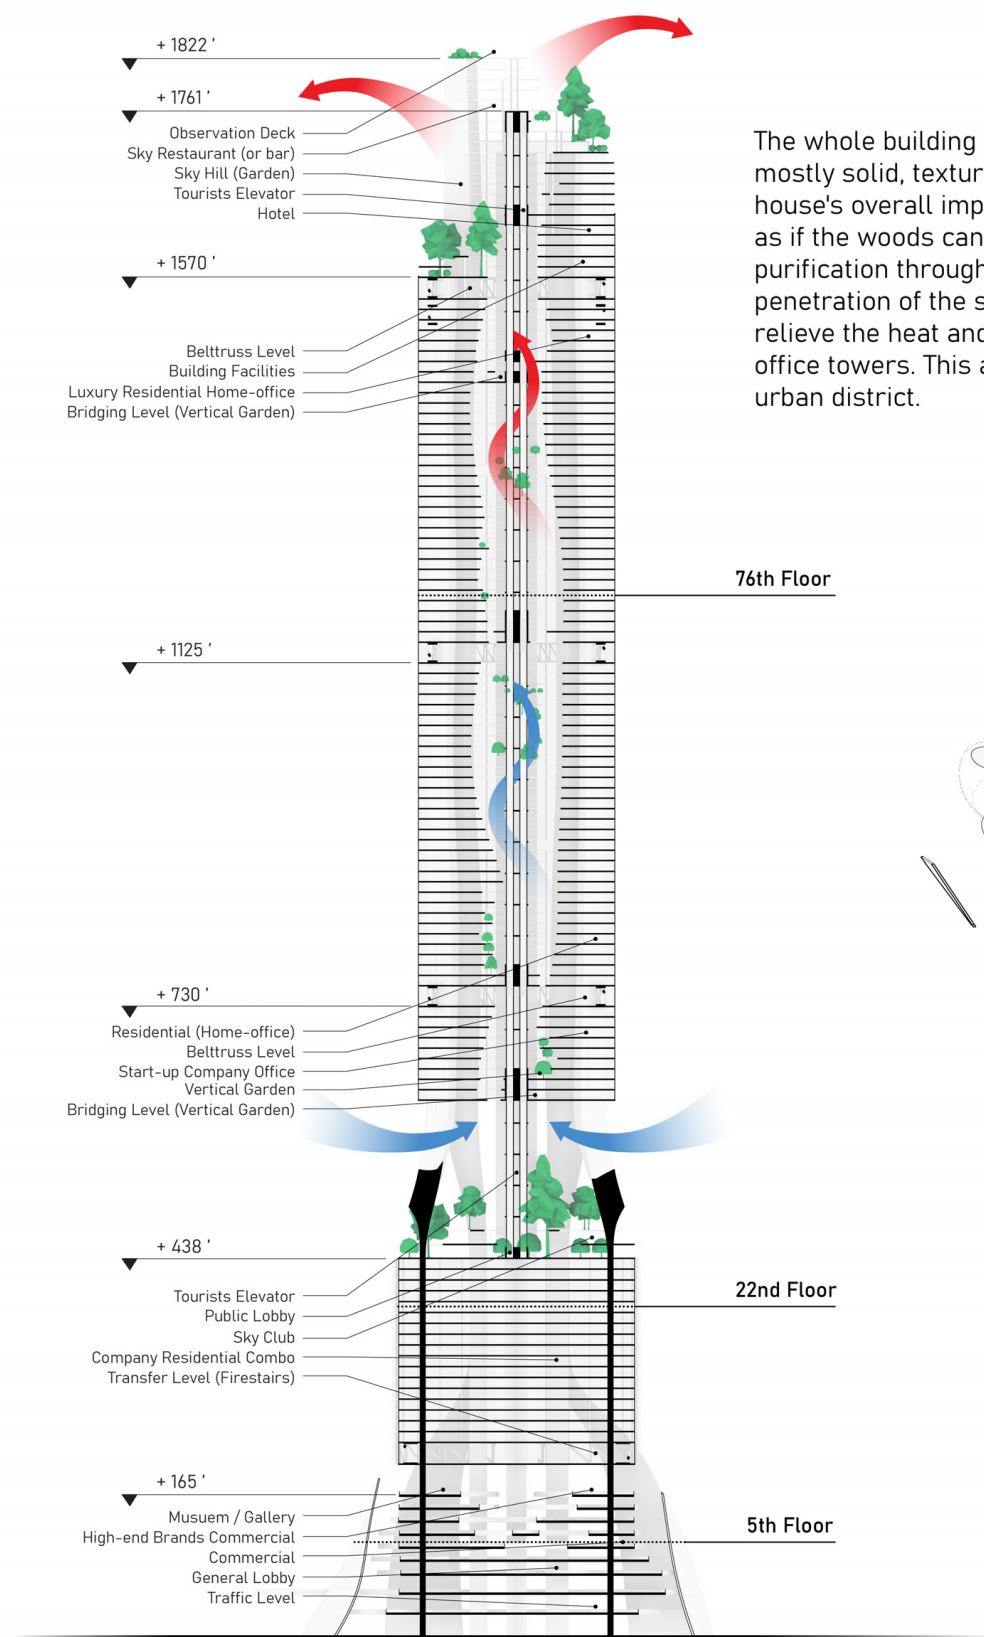 + 1822 '
+ 1761 '
Observation Deck
Sky Restaurant (or bar)
Sky Hill (Garden)
Tourists Elevator
Hotel
+ 1570 '
Belttruss Level
Building Facilities
Luxury Residential Home-office
Bridging Level (Vertical Garden)
The whole building
mostly solid, textur
house's overall imp
as if the woods can
purification through
penetration of the s
relieve the heat and
office towers. This a
urban district.
76th Floor
+ 1125 '
+ 730 '
Residential (Home-office)
Belttruss Level
Start-up Company Office
Vertical Garden
Bridging Level (Vertical Garden)
+ 438 '
Tourists Elevator
Public Lobby
Sky Club
Company Residential Combo
Transfer Level (Firestairs)
22nd Floor
+ 165 '
Musuem / Gallery
High-end Brands Commercial
Commercial
General Lobby
Traffic Level
5th Floor